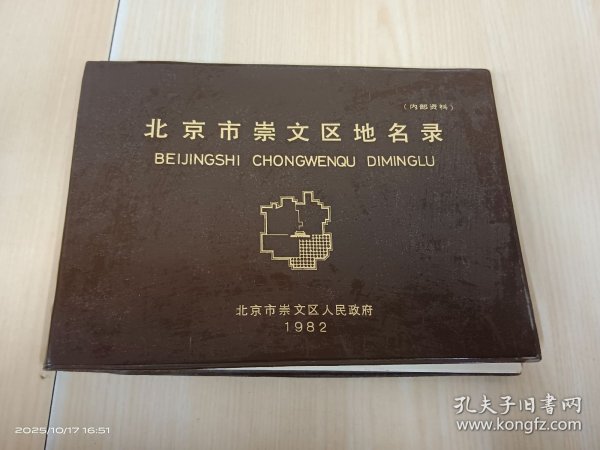 （内部资料）
北京市崇文区地名录
BEIJINGSHI CHONGWENQU DIMINGLU
北京市崇文区人民政府
1982
2025/10/17 16:51
孔夫子旧书网
www.kongfz.com